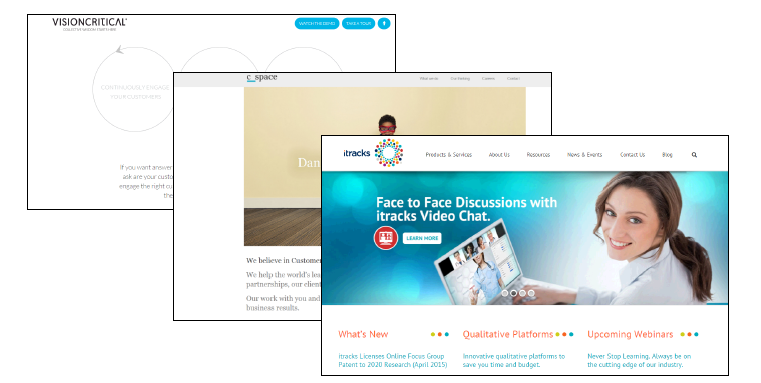 VISIONCRITICAL®
WATCH THE DEMO
TAKE A TOUR
CONTINUOUSLY ENGAGE
YOUR CUSTOMERS
If you want answer
ask are your custo
engage the right cu
the
c_space
What we do
Our thinking
Careers
Contact
Dan
We believe in Customer
We help the world's lea
partnerships, our client
Our work with you and
business results.
itracks
Products & Services
About Us
Resources
News & Events
Contact Us
Blog
Face to Face Discussions with
itracks Video Chat.
LEARN MORE
What's New
itracks Licenses Online Focus Group
Patent to 2020 Research (April 2015)
Qualitative Platforms
Innovative qualitative platforms to
save you time and budget.
Upcoming Webinars
Never Stop Learning. Always be on
the cutting edge of our industry.